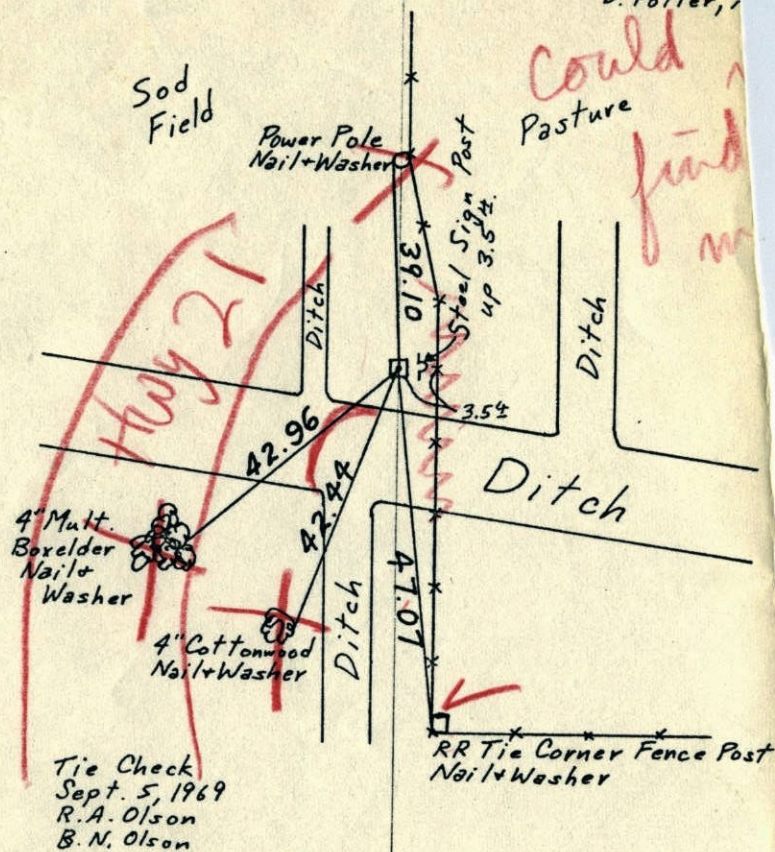 Sod
Field
Could
Pasture
find
Power Pole
Nail+Washer
Steel Sign Post
up 3.5±
39.10
Ditch
Ditch
Hwy 21
3.5±
42.96
42.44
Ditch
4" Mult.
Boxelder
Nail+
Washer
47.07
4" Cottonwood
Nail+Washer
Ditch
RR Tie Corner Fence Post
Nail+Washer
Tie Check
Sept. 5, 1969
R.A. Olson
B.N. Olson